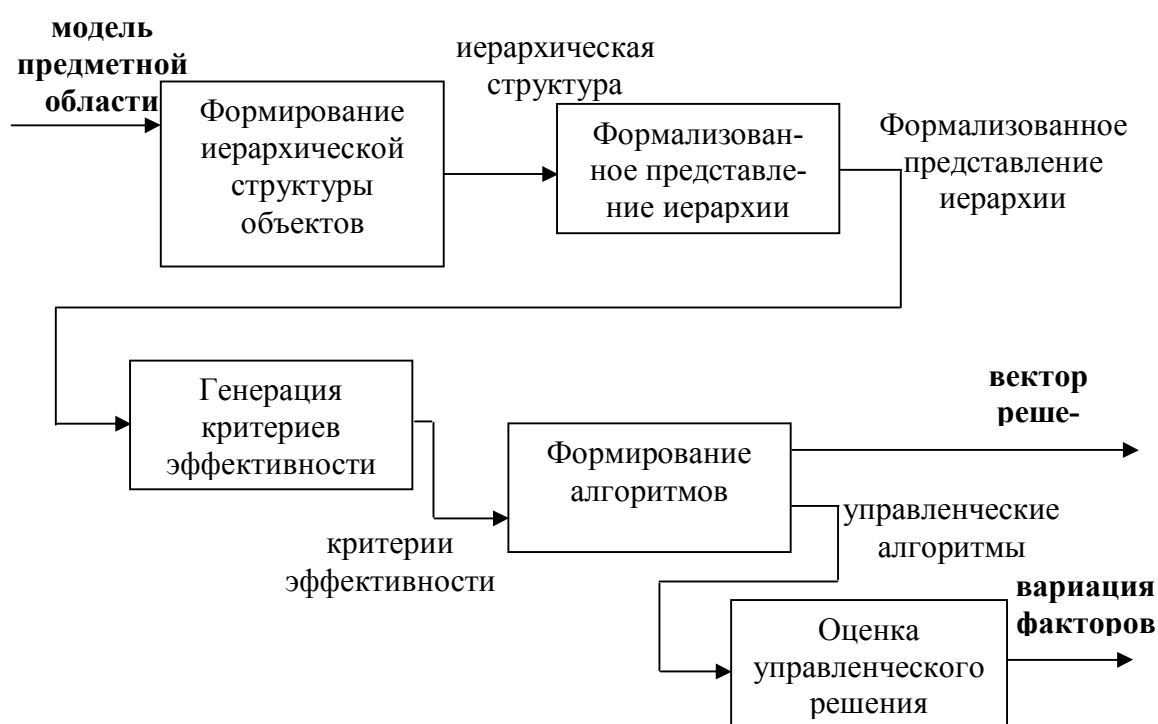 модель
предметной
области
Формирование
иерархической
структуры
объектов
иерархическая
структура
Формализован-
ное представле-
ние иерархии
Формализованное
представление
иерархии
Генерация
критериев
эффективности
критерии
эффективности
Формирование
алгоритмов
вектор
реше-
управленческие
алгоритмы
Оценка
управленческого
решения
вариация
факторов